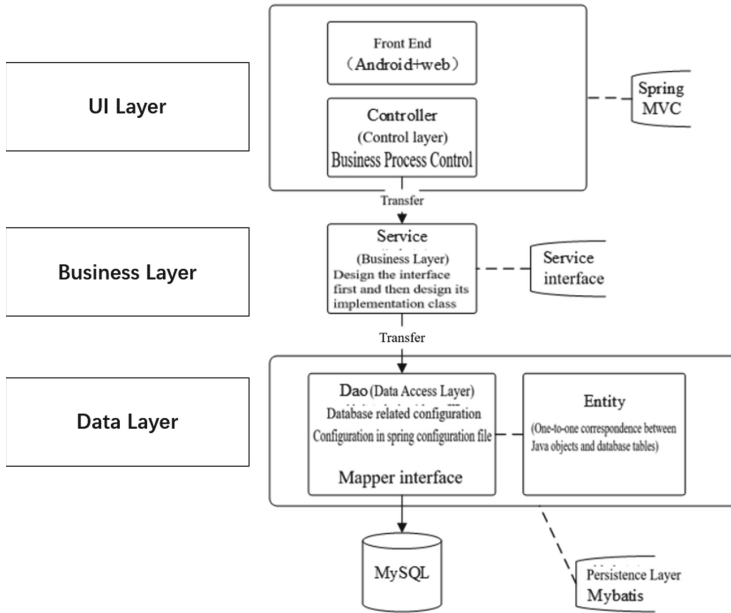 Front End
（Android+web）
UI Layer
Controller
(Control layer)
Business Process Control
Spring
MVC
Transfer
Business Layer
Service
(Business Layer)
Design the interface
first and then design its
implementation class
Service
interface
Transfer
Data Layer
Dao (Data Access Layer)
Database related configuration
Configuration in spring configuration file
Mapper interface
Entity
(One-to-one correspondence between
Java objects and database tables)
MySQL
Persistence Layer
Mybatis